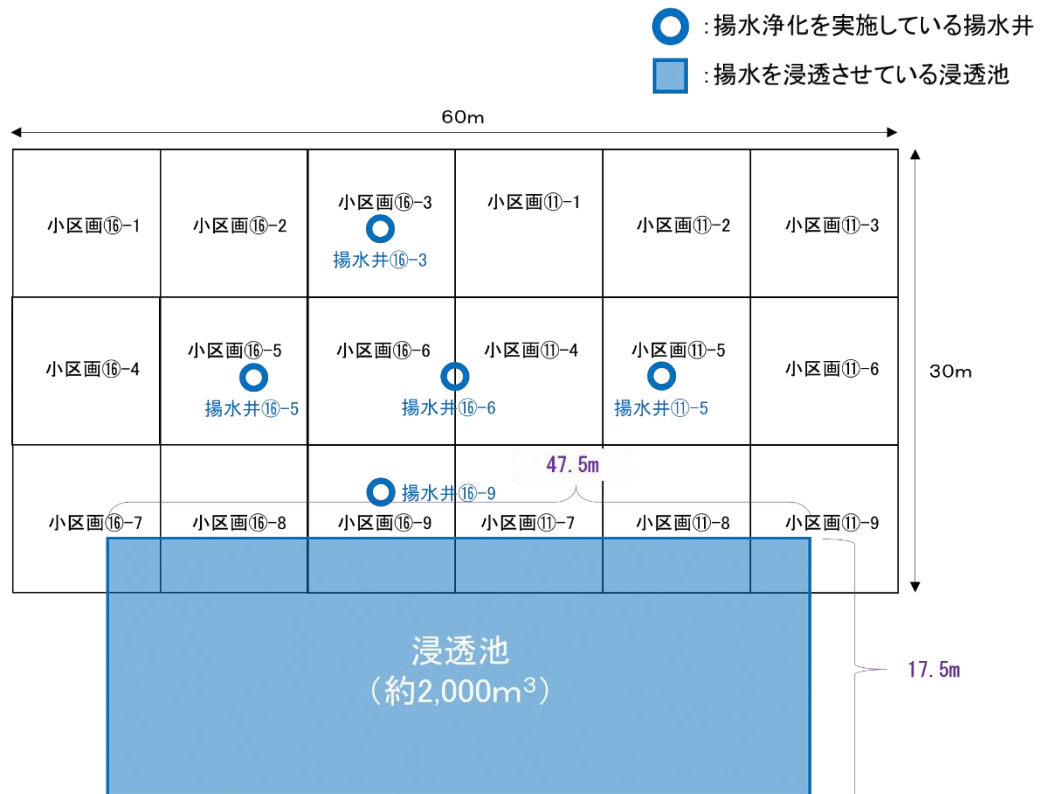 :揚水浄化を実施している揚水井
:揚水を浸透させている浸透池
60m
小区画⑯-1
小区画⑯-2
小区画⑯-3
小区画⑪-1
小区画⑪-2
小区画⑪-3
揚水井⑯-3
小区画⑯-4
小区画⑯-5
小区画⑯-6
小区画⑪-4
小区画⑪-5
小区画⑪-6
30m
揚水井⑯-5
揚水井⑯-6
揚水井⑪-5
47.5m
揚水井⑯-9
小区画⑯-7
小区画⑯-8
小区画⑯-9
小区画⑪-7
小区画⑪-8
小区画⑪-9
浸透池
(約2,000m³)
17.5m